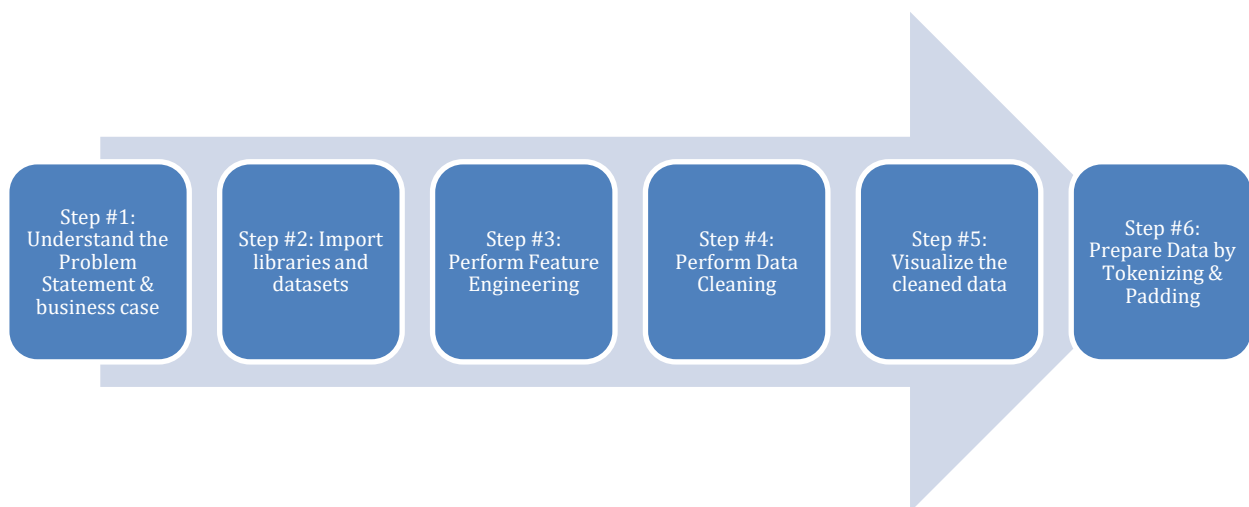 Step #1:
Understand the
Problem
Statement &
business case
Step #2: Import
libraries and
datasets
Step #3:
Perform Feature
Engineering
Step #4:
Perform Data
Cleaning
Step #5:
Visualize the
cleaned data
Step #6:
Prepare Data by
Tokenizing &
Padding